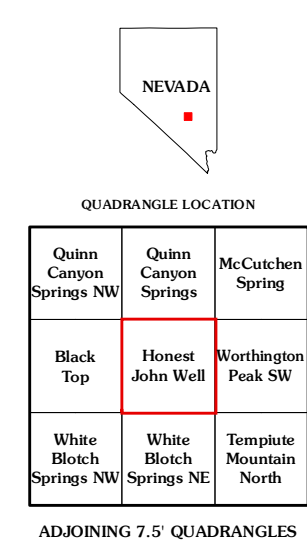 NEVADA
QUADRANGLE LOCATION
Quinn
Canyon
Springs NW
Quinn
Canyon
Springs
McCutchen
Spring
Black
Top
Honest
John Well
Worthington
Peak SW
White
Blotch
Springs NW
White
Blotch
Springs NE
Tempiute
Mountain
North
ADJOINING 7.5' QUADRANGLES